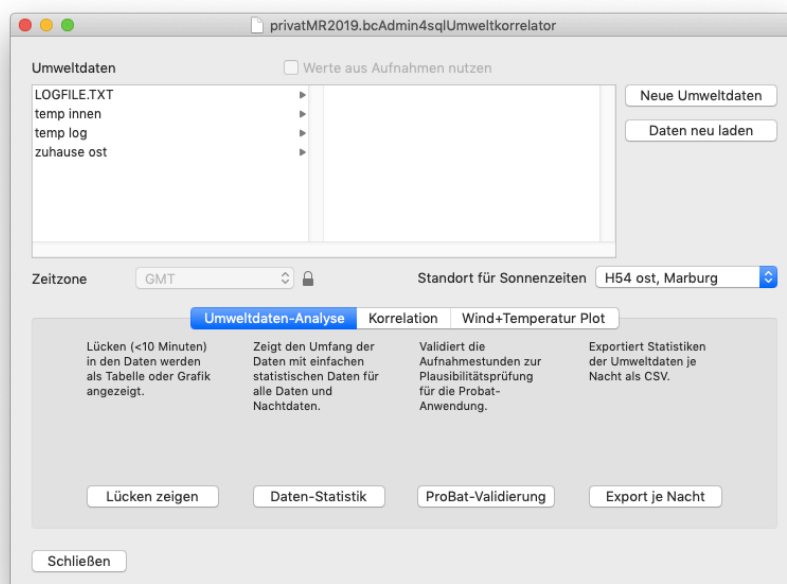 privatMR2019.bcAdmin4sqlUmweltkorrelator
Umweltdaten
Werte aus Aufnahmen nutzen
LOGFILE.TXT
temp innen
temp log
zuhause ost
Neue Umweltdaten
Daten neu laden
Zeitzone
GMT
Standort für Sonnenzeiten
H54 ost, Marburg
Umweltdaten-Analyse
Korrelation
Wind+Temperatur Plot
Lücken (<10 Minuten)
in den Daten werden
als Tabelle oder Grafik
angezeigt.
Zeigt den Umfang der
Daten mit einfachen
statistischen Daten für
alle Daten und
Nachtdaten.
Validiert die
Aufnahmestunden zur
Plausibilitätsprüfung
für die Probat-
Anwendung.
Exportiert Statistiken
der Umweltdaten je
Nacht als CSV.
Lücken zeigen
Daten-Statistik
ProBat-Validierung
Export je Nacht
Schließen